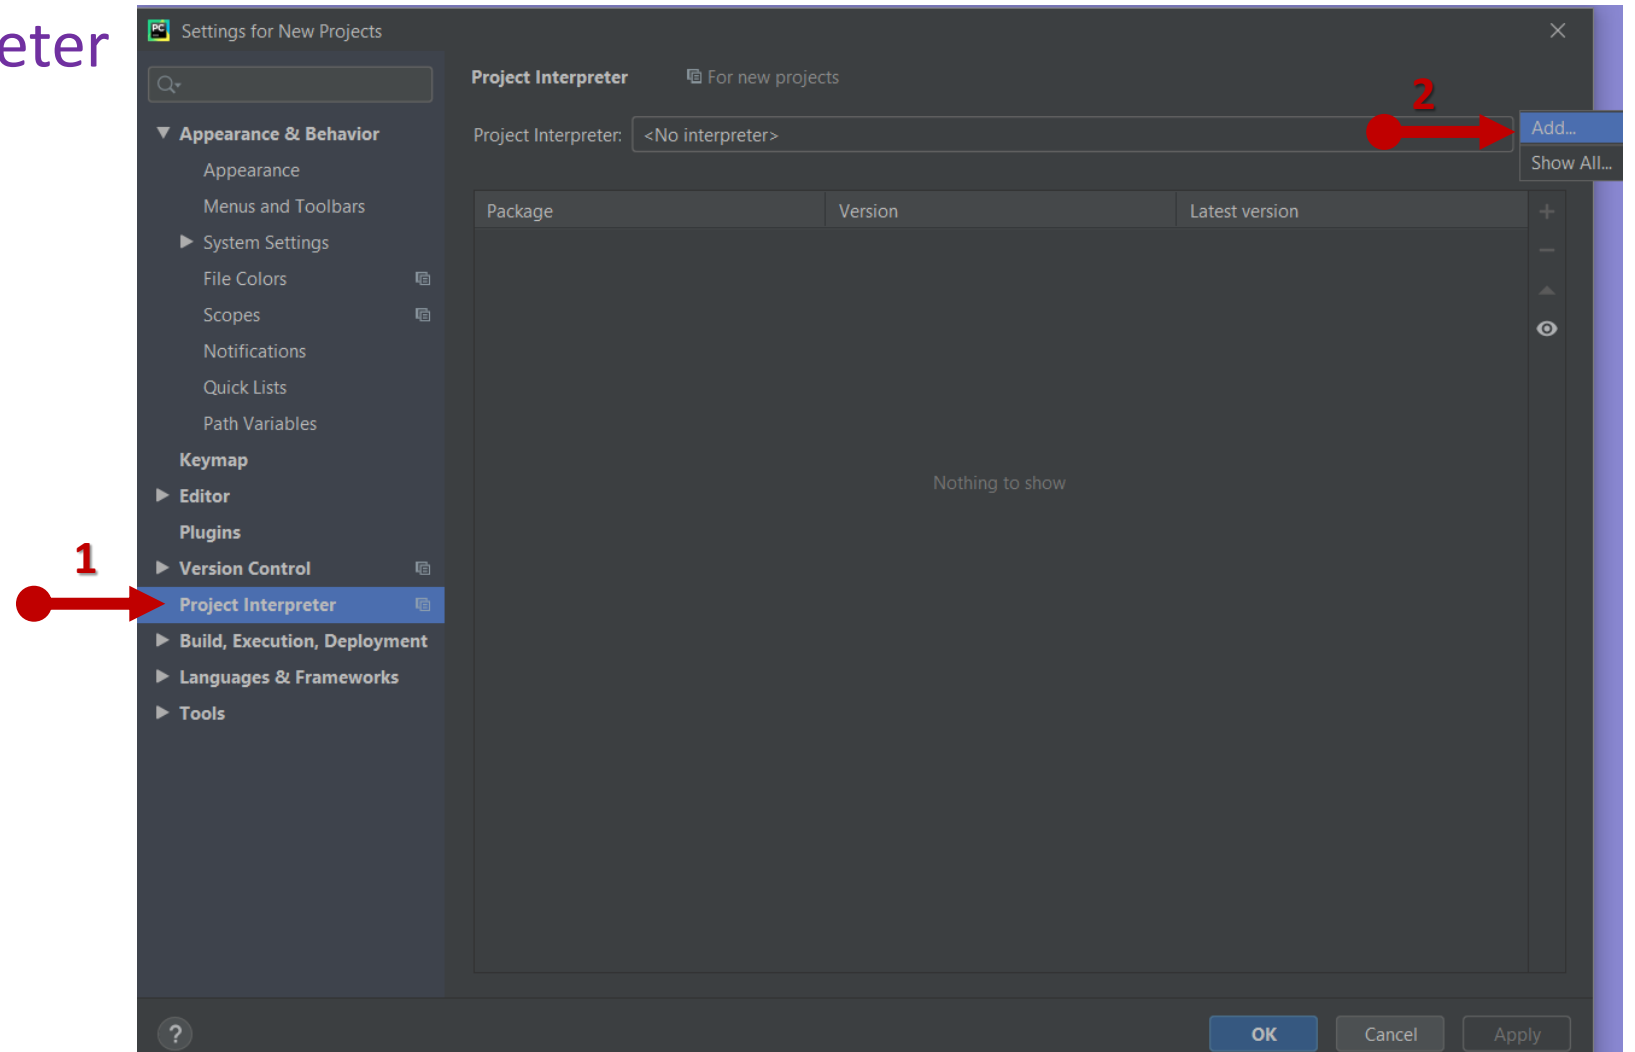 eter
Settings for New Projects
Project Interpreter For new projects
2
Appearance & Behavior
Project Interpreter: <No interpreter>
Add...
Show All...
Appearance
Menus and Toolbars
Package Version Latest version
System Settings
File Colors
Scopes
Notifications
Quick Lists
Path Variables
Keymap
Nothing to show
Editor
Plugins
1
Version Control
Project Interpreter
Build, Execution, Deployment
Languages & Frameworks
Tools
? OK Cancel Apply